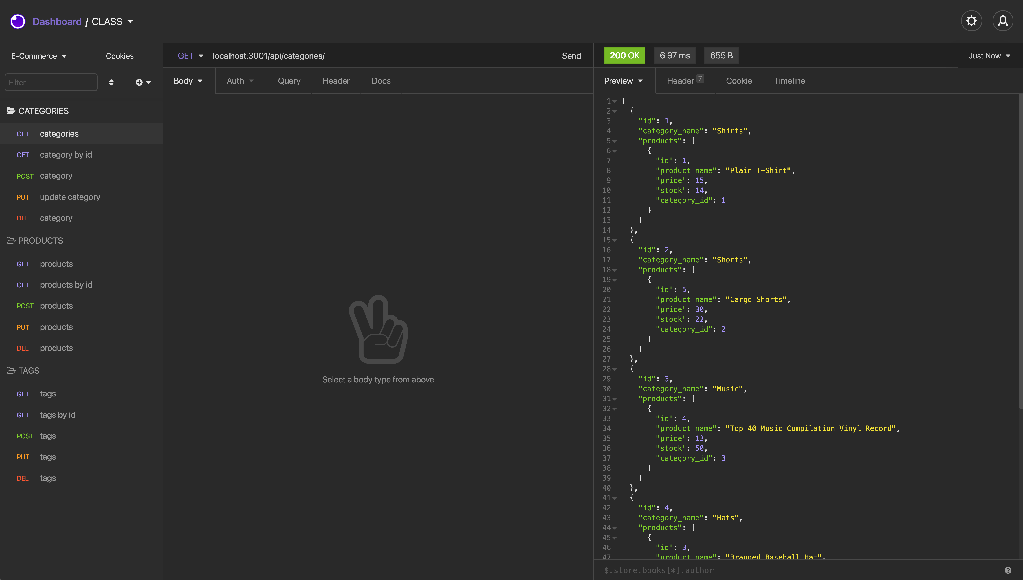 Dashboard / CLASS
E-Commerce
Cookies
Filter
CATEGORIES
GET categories
GET category by id
POST category
PUT update category
DEL category
PRODUCTS
GET products
GET products by id
POST products
PUT products
DEL products
TAGS
GET tags
GET tags by id
POST tags
PUT tags
DEL tags
GET localhost:3001/api/categories/ Send
Body Auth Query Header Docs
Select a body type from above
200 OK 6.97 ms 655 B Just Now
Preview Header 7 Cookie Timeline
1 [
2 {
3 "id": 1,
4 "category_name": "Shirts",
5 "products": [
6 {
7 "id": 1,
8 "product_name": "Plain T-Shirt",
9 "price": 15,
10 "stock": 14,
11 "category_id": 1
12 }
13 ]
14 },
15 {
16 "id": 2,
17 "category_name": "Shorts",
18 "products": [
19 {
20 "id": 5,
21 "product_name": "Cargo Shorts",
22 "price": 30,
23 "stock": 22,
24 "category_id": 2
25 }
26 ]
27 },
28 {
29 "id": 3,
30 "category_name": "Music",
31 "products": [
32 {
33 "id": 4,
34 "product_name": "Top 40 Music Compilation Vinyl Record",
35 "price": 13,
36 "stock": 50,
37 "category_id": 3
38 }
39 ]
40 },
41 {
42 "id": 4,
43 "category_name": "Hats",
44 "products": [
45 {
46 "id": 3,
47 "product_name": "Branded Baseball Hat",
$.store.books[*].author